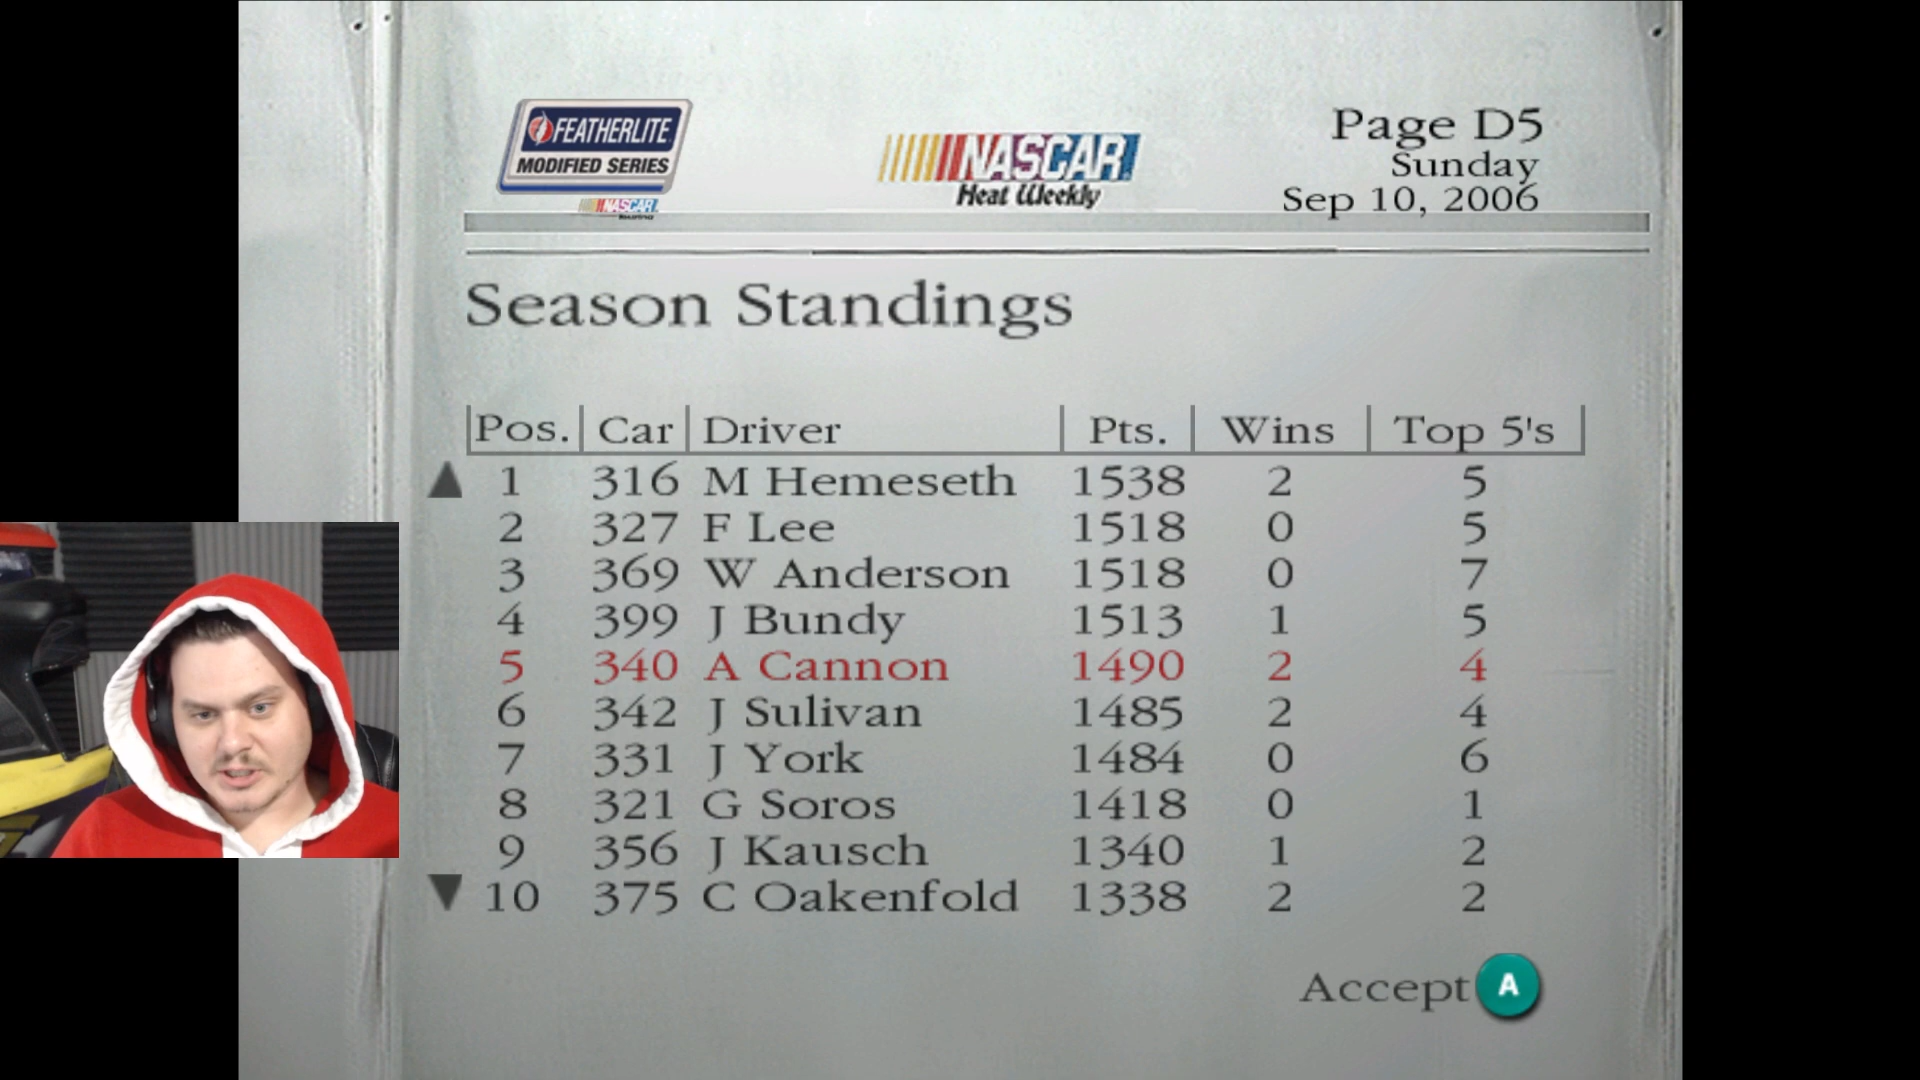 FEATHERLITE
MODIFIED SERIES
NASCAR
NASCAR
Heat Weekly
Page D5
Sunday
Sep 10, 2006
Season Standings
Pos. Car Driver Pts. Wins Top 5's
1 316 M Hemeseth 1538 2 5
2 327 F Lee 1518 0 5
3 369 W Anderson 1518 0 7
4 399 J Bundy 1513 1 5
5 340 A Cannon 1490 2 4
6 342 J Sulivan 1485 2 4
7 331 J York 1484 0 6
8 321 G Soros 1418 0 1
9 356 J Kausch 1340 1 2
10 375 C Oakenfold 1338 2 2
Accept A